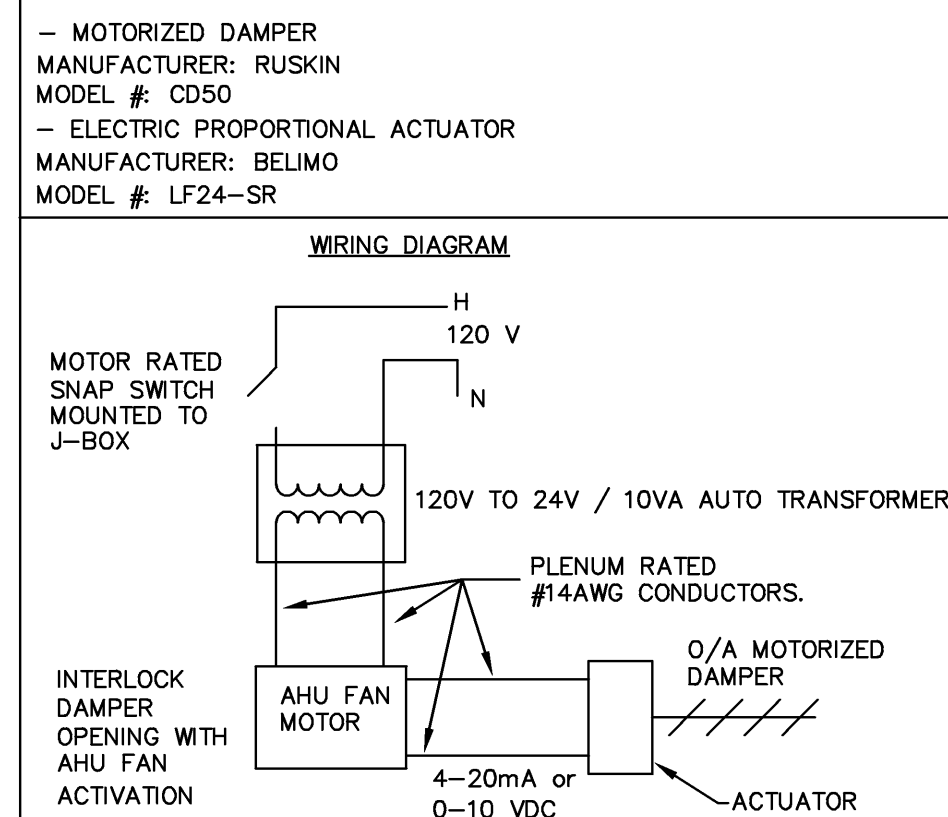 – MOTORIZED DAMPER
MANUFACTURER: RUSKIN
MODEL #: CD50
– ELECTRIC PROPORTIONAL ACTUATOR
MANUFACTURER: BELIMO
MODEL #: LF24–SR
WIRING DIAGRAM
H
120 V
N
MOTOR RATED
SNAP SWITCH
MOUNTED TO
J–BOX
120V TO 24V / 10VA AUTO TRANSFORMER
PLENUM RATED
#14AWG CONDUCTORS.
O/A MOTORIZED
DAMPER
INTERLOCK
DAMPER
OPENING WITH
AHU FAN
ACTIVATION
AHU FAN
MOTOR
4–20mA or
0–10 VDC
ACTUATOR